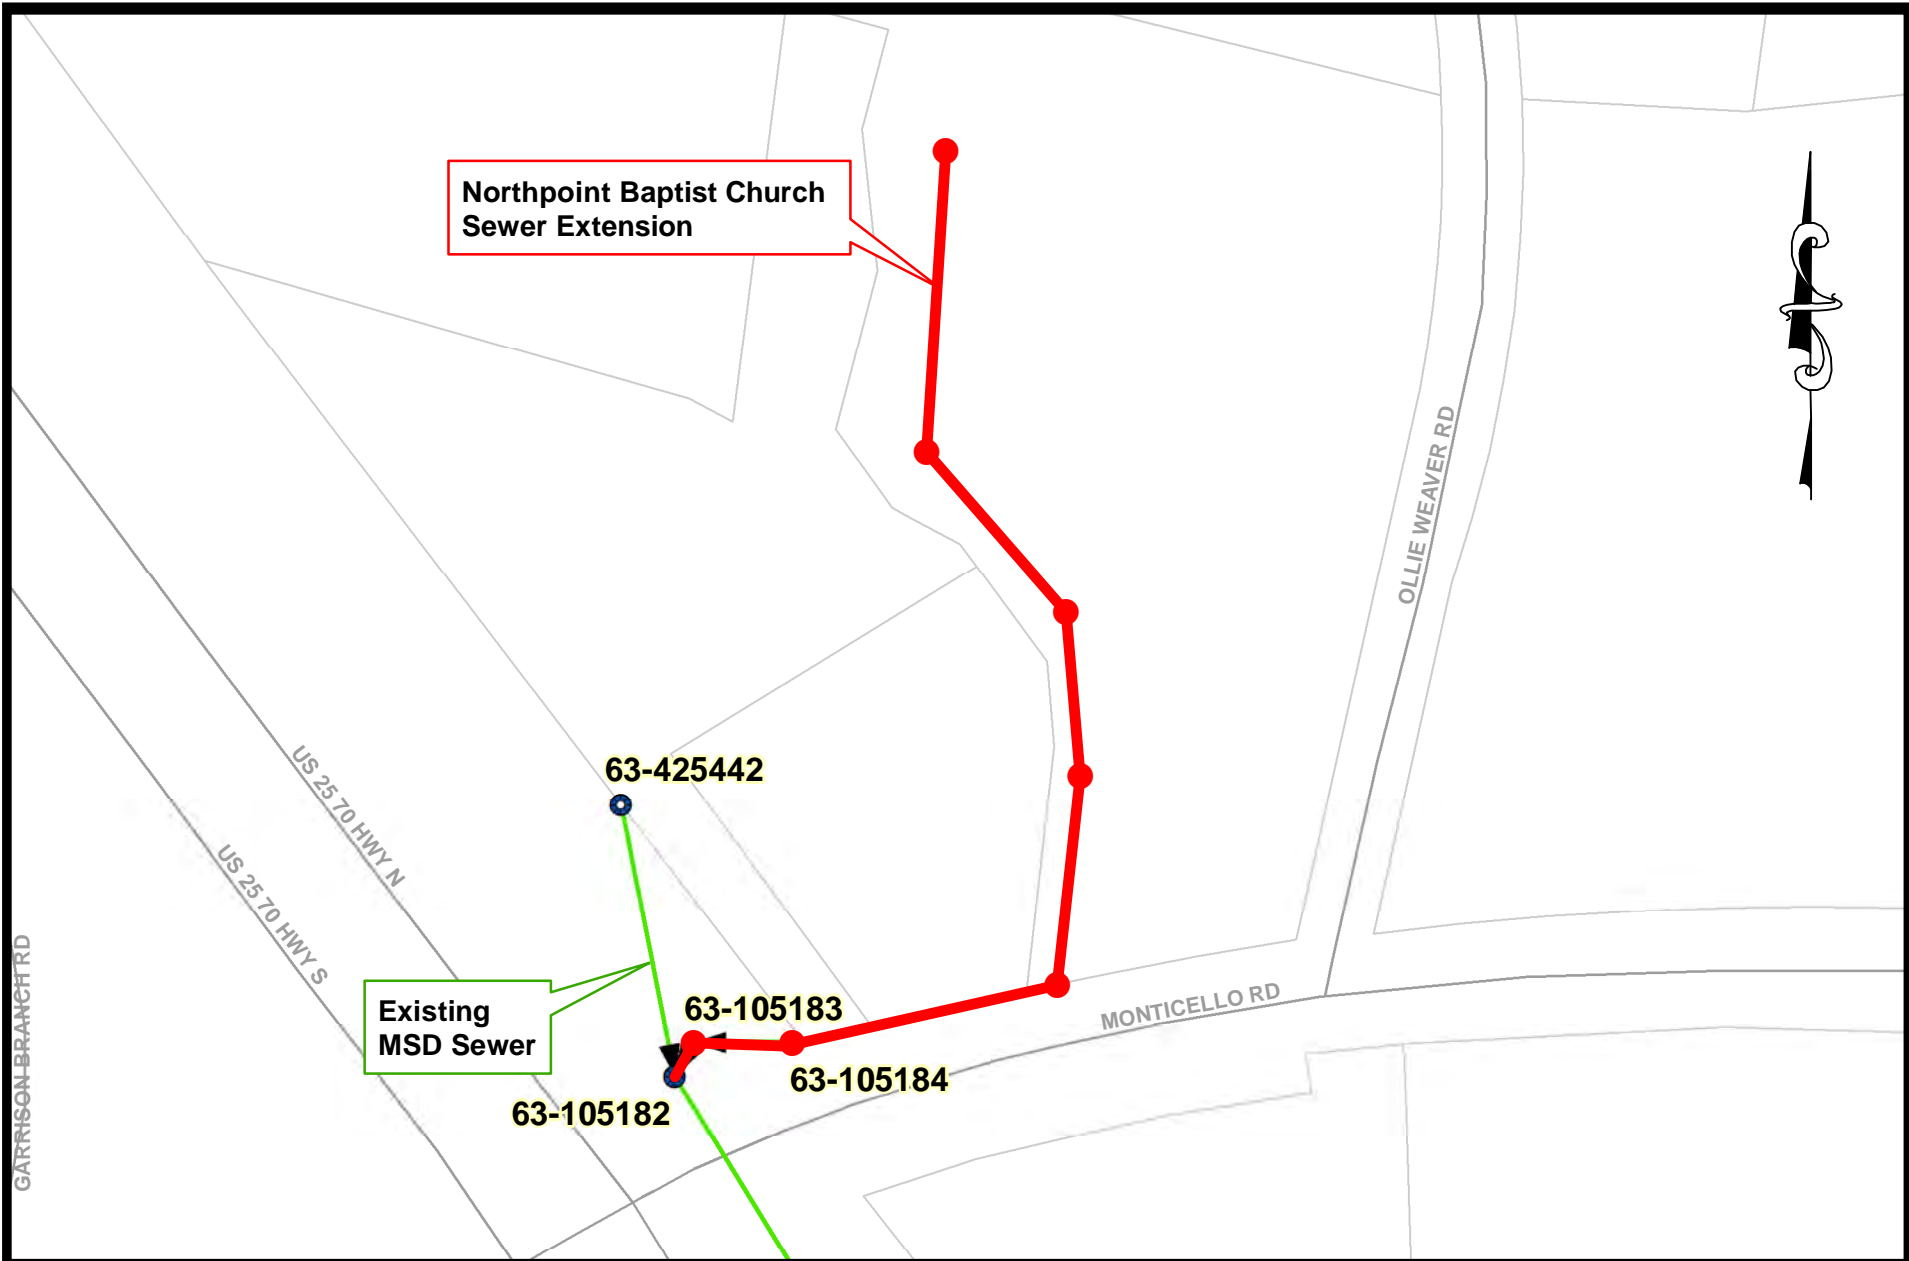 Northpoint Baptist Church
Sewer Extension
OLLIE WEAVER RD
63-425442
US 25 70 HWY N
US 25 70 HWY S
GARRISON BRANCH RD
Existing
MSD Sewer
63-105183
MONTICELLO RD
63-105184
63-105182